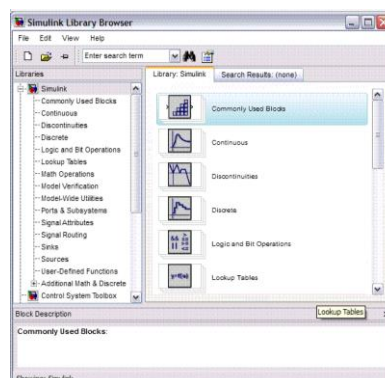 Simulink Library Browser
File Edit View Help
Enter search term
Libraries
Library: Simulink
Search Results: (none)
Simulink
Commonly Used Blocks
Continuous
Discontinuities
Discrete
Logic and Bit Operations
Lookup Tables
Math Operations
Model Verification
Model-Wide Utilities
Ports & Subsystems
Signal Attributes
Signal Routing
Sinks
Sources
User-Defined Functions
Additional Math & Discrete
Control System Toolbox
Commonly Used Blocks
Continuous
Discontinuities
Discrete
Logic and Bit Operations
Lookup Tables
Block Description
Lookup Tables
Commonly Used Blocks:
Showing: Simulink